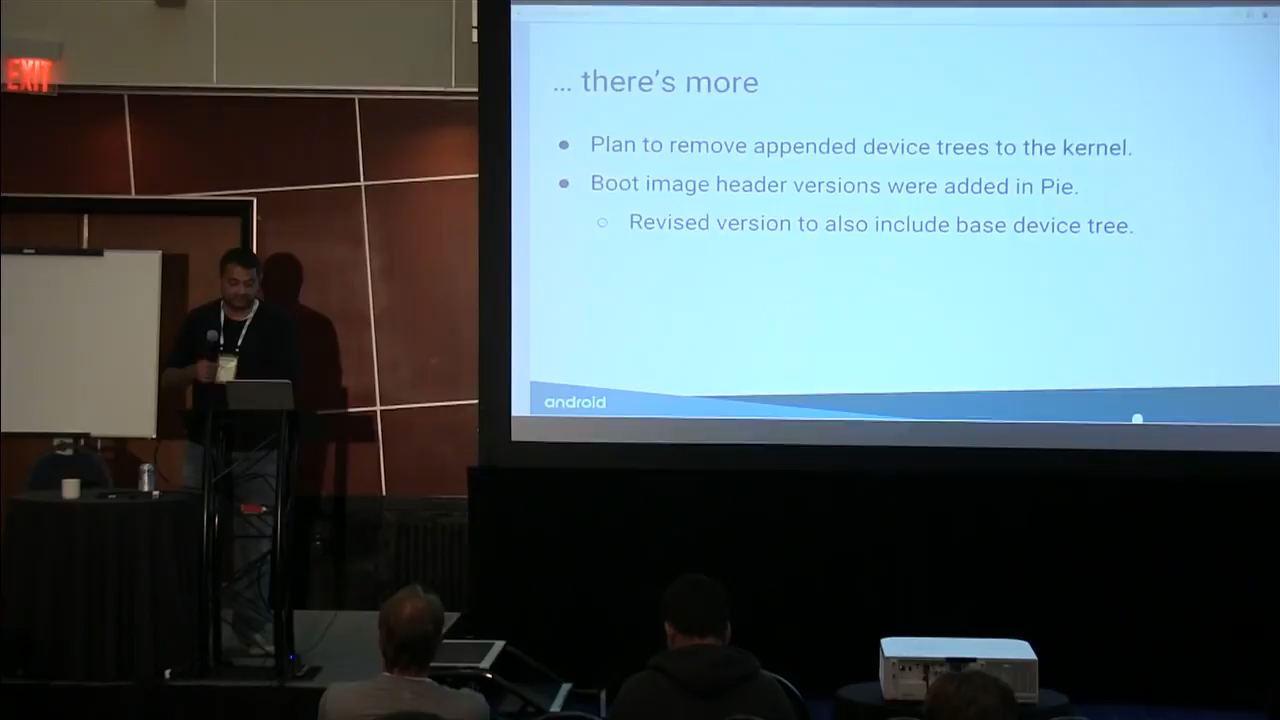 EXIT
... there's more
● Plan to remove appended device trees to the kernel.
● Boot image header versions were added in Pie.
○ Revised version to also include base device tree.
android